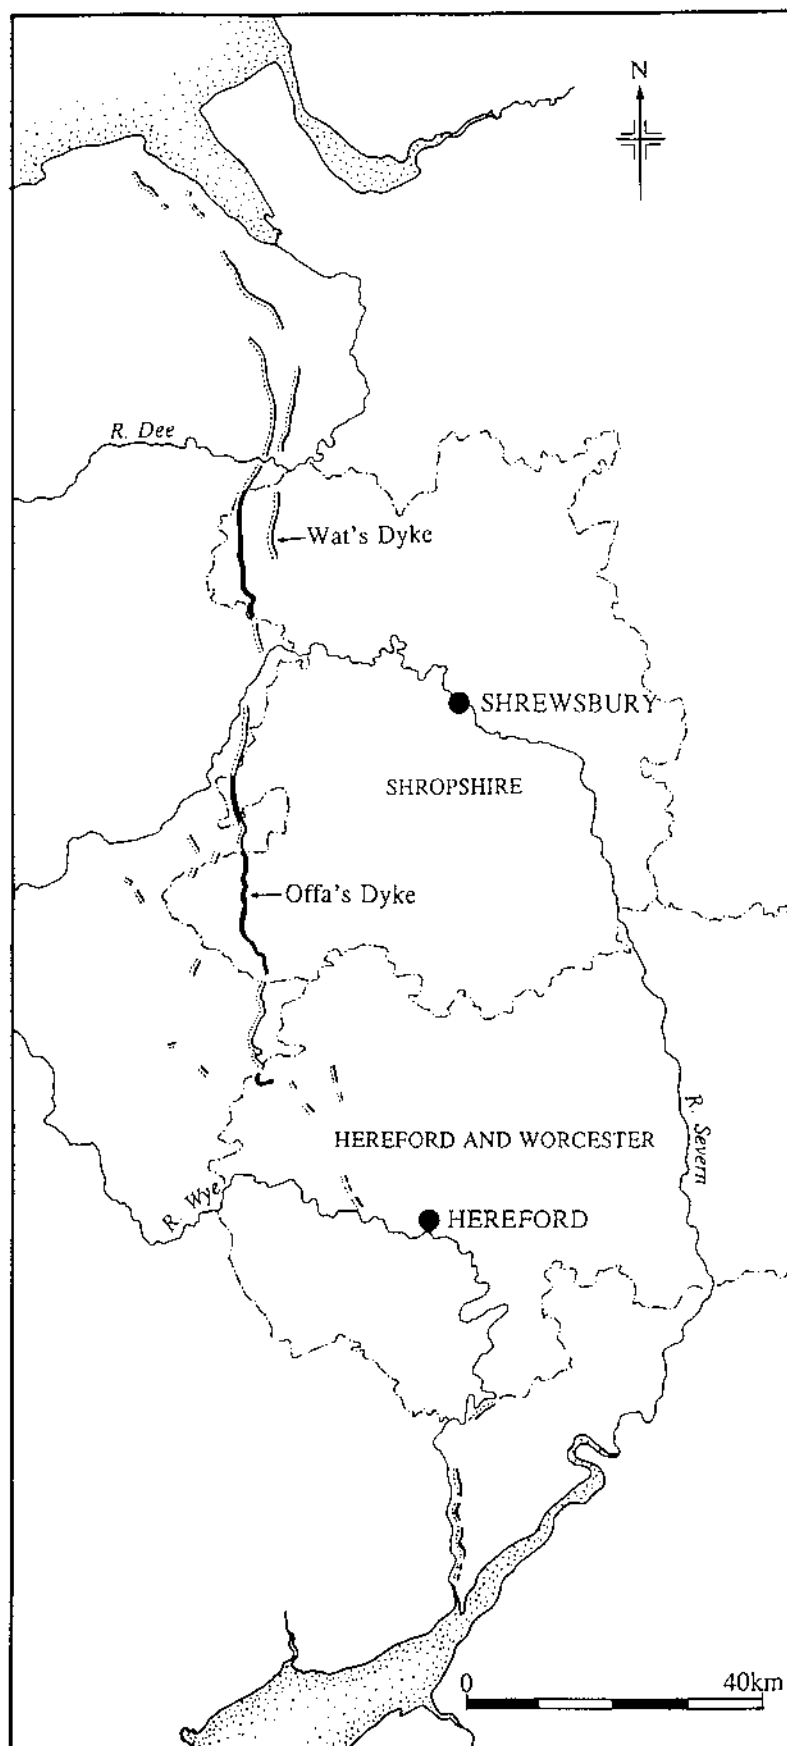 N
R. Dee
Wat's Dyke
SHREWSBURY
SHROPSHIRE
Offa's Dyke
R. Severn
HEREFORD AND WORCESTER
R. Wye
HEREFORD
0 40km